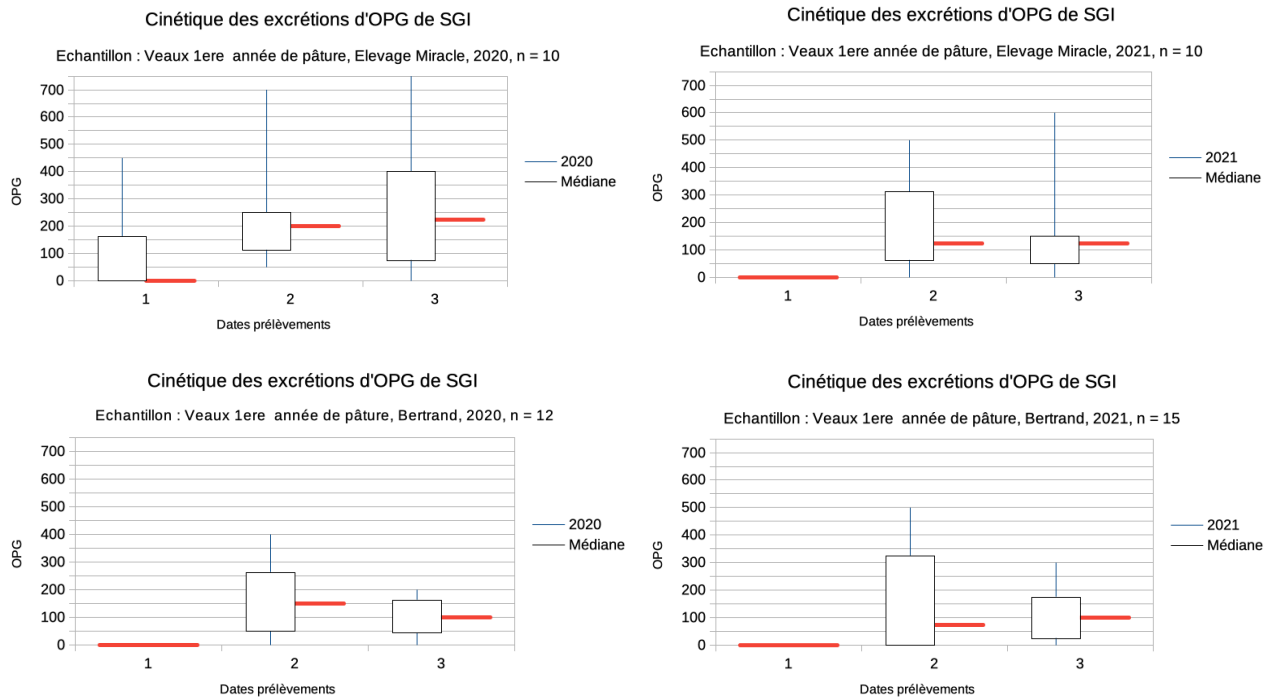 Cinétique des excrétions d'OPG de SGI
Echantillon : Veaux 1ere année de pâture, Elevage Miracle, 2020, n = 10
700
600
500
400
300
200
100
0
OPG
1
2
3
Dates prélèvements
2020
Médiane
Cinétique des excrétions d'OPG de SGI
Echantillon : Veaux 1ere année de pâture, Elevage Miracle, 2021, n = 10
700
600
500
400
300
200
100
0
OPG
1
2
3
Dates prélèvements
2021
Médiane
Cinétique des excrétions d'OPG de SGI
Echantillon : Veaux 1ere année de pâture, Bertrand, 2020, n = 12
700
600
500
400
300
200
100
0
OPG
1
2
3
Dates prélèvements
2020
Médiane
Cinétique des excrétions d'OPG de SGI
Echantillon : Veaux 1ere année de pâture, Bertrand, 2021, n = 15
700
600
500
400
300
200
100
0
OPG
1
2
3
Dates prélèvements
2021
Médiane